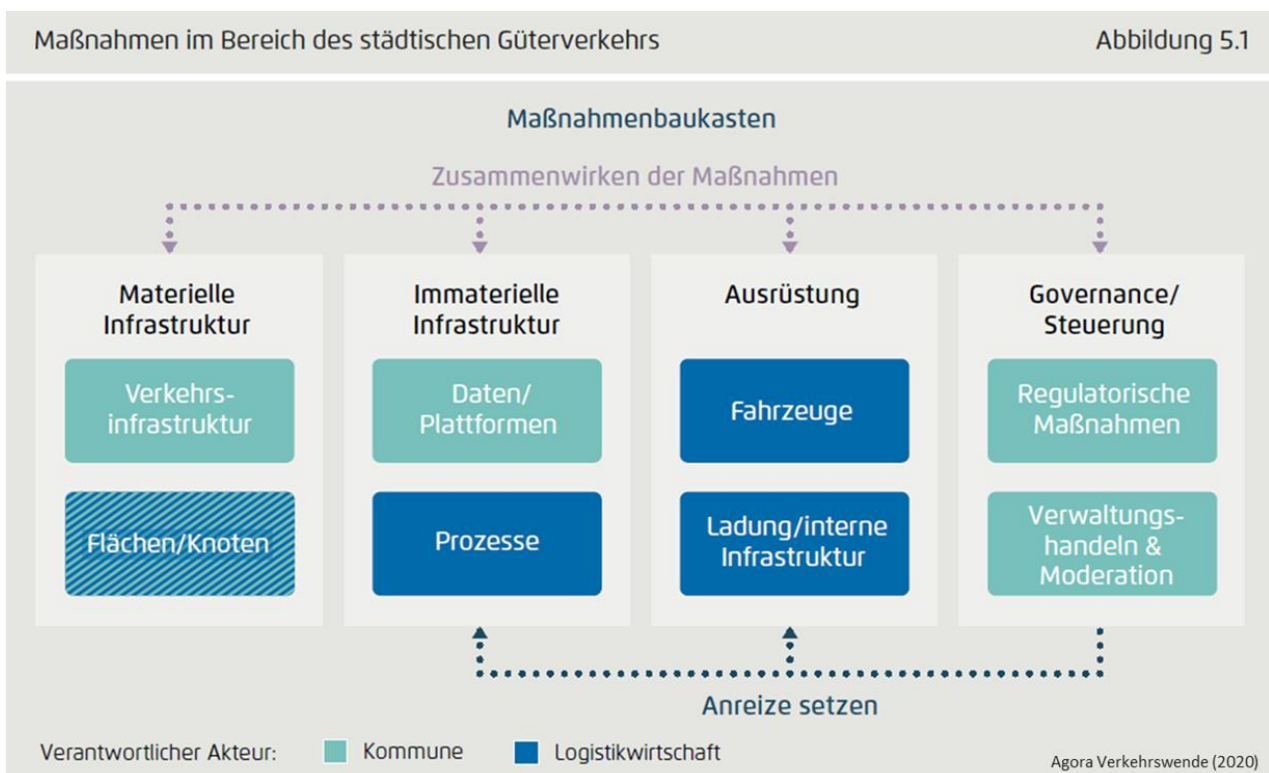 Maßnahmen im Bereich des städtischen Güterverkehrs
Abbildung 5.1
Maßnahmenbaukasten
Zusammenwirken der Maßnahmen
Materielle
Infrastruktur
Verkehrs-
infrastruktur
Flächen/Knoten
Immaterielle
Infrastruktur
Daten/
Plattformen
Prozesse
Ausrüstung
Fahrzeuge
Ladung/interne
Infrastruktur
Governance/
Steuerung
Regulatorische
Maßnahmen
Verwaltungs-
handeln &
Moderation
Anreize setzen
Verantwortlicher Akteur:
Kommune
Logistikwirtschaft
Agora Verkehrswende (2020)